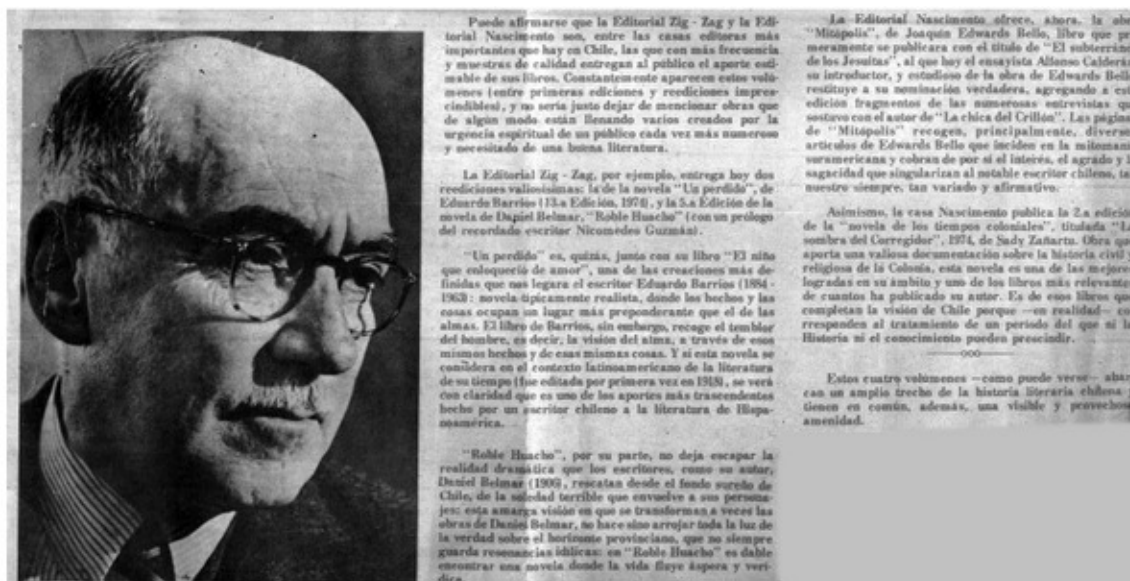 Puede afirmarse que la Editorial Zig - Zag y la Edi-
torial Nascimento son, entre las casas editoras más
importantes que hay en Chile, las que con más frecuencia
y muestras de calidad entregan al público el aporte esti-
mable de sus libros. Constantemente aparecen estos volú-
menes (entre primeras ediciones y reediciones impres-
cindibles), y no sería justo dejar de mencionar obras que
de algún modo están llenando vacíos creados por la
urgencia espiritual de un público cada vez más numeroso
y necesitado de una buena literatura.
La Editorial Zig - Zag, por ejemplo, entrega hoy dos
reediciones valiosísimas: la de la novela "Un perdido", de
Eduardo Barrios (13.a Edición, 1974), y la 5.a Edición de la
novela de Daniel Belmar, "Roble Huacho" (con un prólogo
del recordado escritor Nicomedes Guzmán).
"Un perdido" es, quizás, junto con su libro "El niño
que enloqueció de amor", una de las creaciones más de-
finidas que nos legara el escritor Eduardo Barrios (1884 -
1963): novela típicamente realista, donde los hechos y las
cosas ocupan un lugar más preponderante que el de las
almas. El libro de Barrios, sin embargo, recoge el temblor
del hombre, es decir, la visión del alma, a través de esos
mismos hechos y de esas mismas cosas. Y si esta novela se
considera en el contexto latinoamericano de la literatura
de su tiempo (fue editada por primera vez en 1918), se verá
con claridad que es uno de los aportes más trascendentes
hecho por un escritor chileno a la literatura de Hispa-
noamérica.
"Roble Huacho", por su parte, no deja escapar la
realidad dramática que los escritores, como su autor,
Daniel Belmar (1906), rescatan desde el fondo sureño de
Chile, de la soledad terrible que envuelve a sus persona-
jes: esta amarga visión en que se transforman a veces las
obras de Daniel Belmar, no hace sino arrojar toda la luz de
la verdad sobre el horizonte provinciano, que no siempre
guarda resonancias idílicas: en "Roble Huacho" es dable
encontrar una novela donde la vida fluye áspera y verí-
dica.
La Editorial Nascimento ofrece, ahora, la obr
"Mitópolis", de Joaquín Edwards Bello, libro que pri
meramente se publicara con el título de "El subterráne
de los Jesuitas", al que hoy el ensayista Alfonso Calderón
su introductor, y estudioso de la obra de Edwards Bello
restituye a su nominación verdadera, agregando a est
edición fragmentos de las numerosas entrevistas qu
sostuvo con el autor de "La chica del Crillón". Las página
de "Mitópolis" recogen, principalmente, diverso
artículos de Edwards Bello que inciden en la mitomaní
suramericana y cobran de por sí el interés, el agrado y l
sagacidad que singularizan al notable escritor chileno, ta
nuestro siempre, tan variado y afirmativo.
Asimismo, la casa Nascimento publica la 2.a edició
de la "novela de los tiempos coloniales", titulada "La
sombra del Corregidor", 1974, de Sady Zañartu. Obra que
aporta una valiosa documentación sobre la historia civil y
religiosa de la Colonia, esta novela es una de las mejores
logradas en su ámbito y uno de los libros más relevantes
de cuantos ha publicado su autor. Es de esos libros que
completan la visión de Chile porque —en realidad— co
rresponden al tratamiento de un período del que ni la
Historia ni el conocimiento pueden prescindir.
Estos cuatro volúmenes —como puede verse— abar
can un amplio trecho de la historia literaria chilena y
tienen en común, además, una visible y provechosa
amenidad.